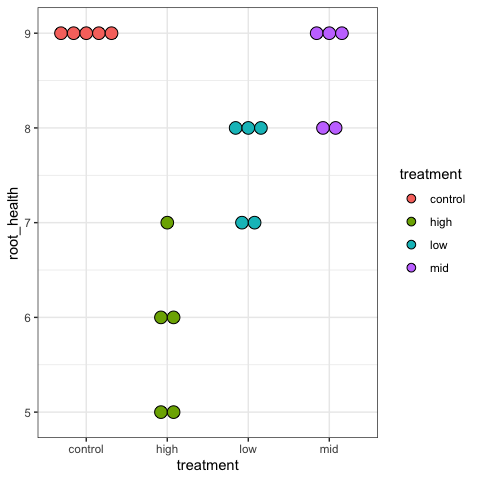 9
8
7
6
5
root_health
control high low mid
treatment
treatment
control
high
low
mid